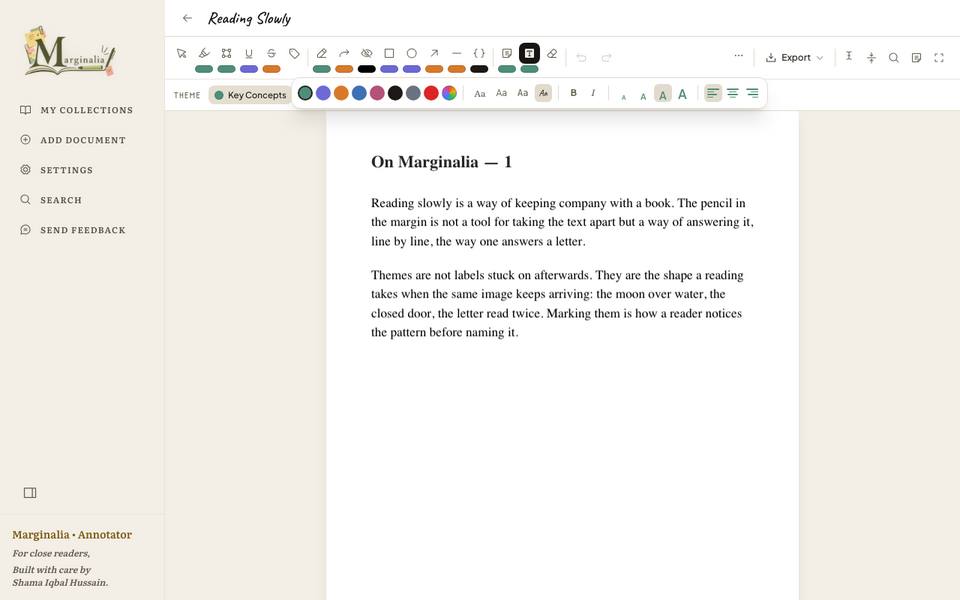 Marginalia
MY COLLECTIONS
ADD DOCUMENT
SETTINGS
SEARCH
SEND FEEDBACK
Marginalia • Annotator
For close readers,
Built with care by
Shama Iqbal Hussain.
Reading Slowly
Export
THEME
Key Concepts
Aa Aa Aa Aa B I A A A A
On Marginalia — 1
Reading slowly is a way of keeping company with a book. The pencil in
the margin is not a tool for taking the text apart but a way of answering it,
line by line, the way one answers a letter.
Themes are not labels stuck on afterwards. They are the shape a reading
takes when the same image keeps arriving: the moon over water, the
closed door, the letter read twice. Marking them is how a reader notices
the pattern before naming it.